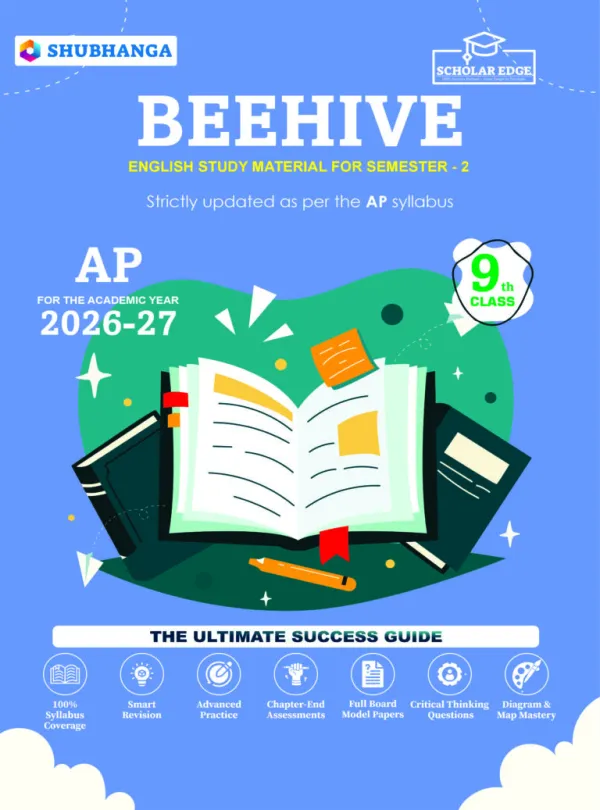 SHUBHANGA
SCHOLAR EDGE
BEEHIVE
ENGLISH STUDY MATERIAL FOR SEMESTER - 2
Strictly updated as per the AP syllabus
AP
FOR THE ACADEMIC YEAR
2026-27
9th
CLASS
THE ULTIMATE SUCCESS GUIDE
100%
Syllabus
Coverage
Smart
Revision
Advanced
Practice
Chapter-End
Assessments
Full Board
Model Papers
Critical Thinking
Questions
Diagram &
Map Mastery